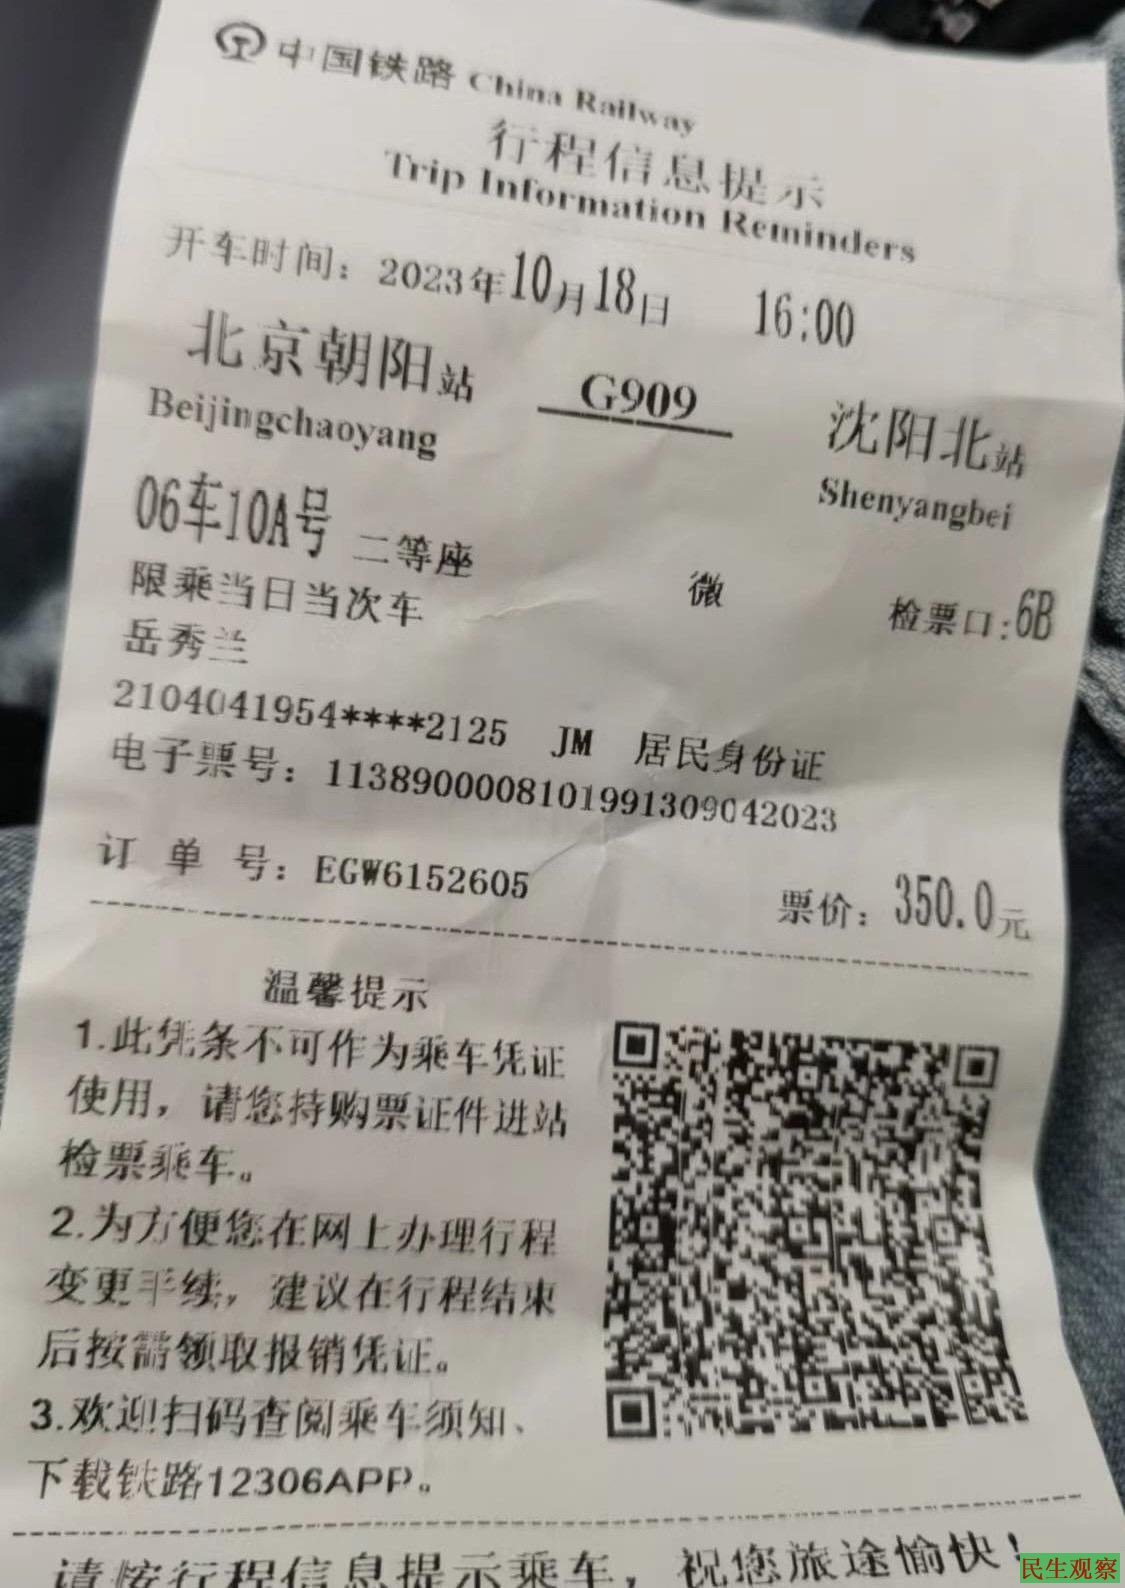 中国铁路 China Railway
行程信息提示
Trip Information Reminders
开车时间：2023年10月18日 16:00
北京朝阳站 G909 沈阳北站
Beijingchaoyang Shenyangbei
06车10A号 二等座 微 检票口:6B
限乘当日当次车
岳秀兰
2104041954****2125 JM 居民身份证
电子票号：1138900008101991309042023
订单号：EGW6152605 票价：350.0元
温馨提示
1.此凭条不可作为乘车凭证
使用，请您持购票证件进站
检票乘车。
2.为方便您在网上办理行程
变更手续，建议在行程结束
后按需领取报销凭证。
3.欢迎扫码查阅乘车须知、
下载铁路12306APP。
请按行程信息提示乘车，祝您旅途愉快！
民生观察